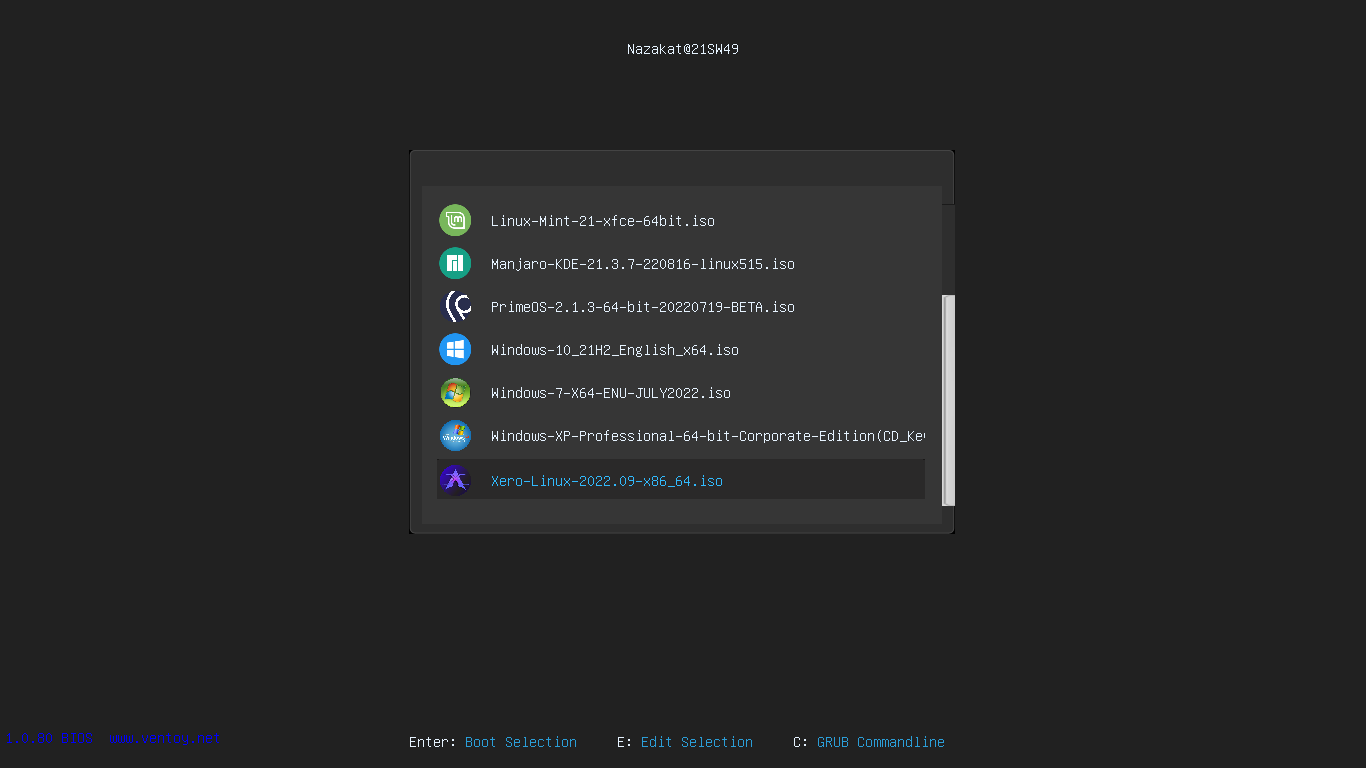 Nazakat@21SW49
Linux-Mint-21-xfce-64bit.iso
Manjaro-KDE-21.3.7-220816-linux515.iso
PrimeOS-2.1.3-64-bit-20220719-BETA.iso
Windows-10_21H2_English_x64.iso
Windows-7-X64-ENU-JULY2022.iso
Windows-XP-Professional-64-bit-Corporate-Edition(CD_Ke
Xero-Linux-2022.09-x86_64.iso
www.ventoy.net
Enter: Boot Selection E: Edit Selection C: GRUB Commandline